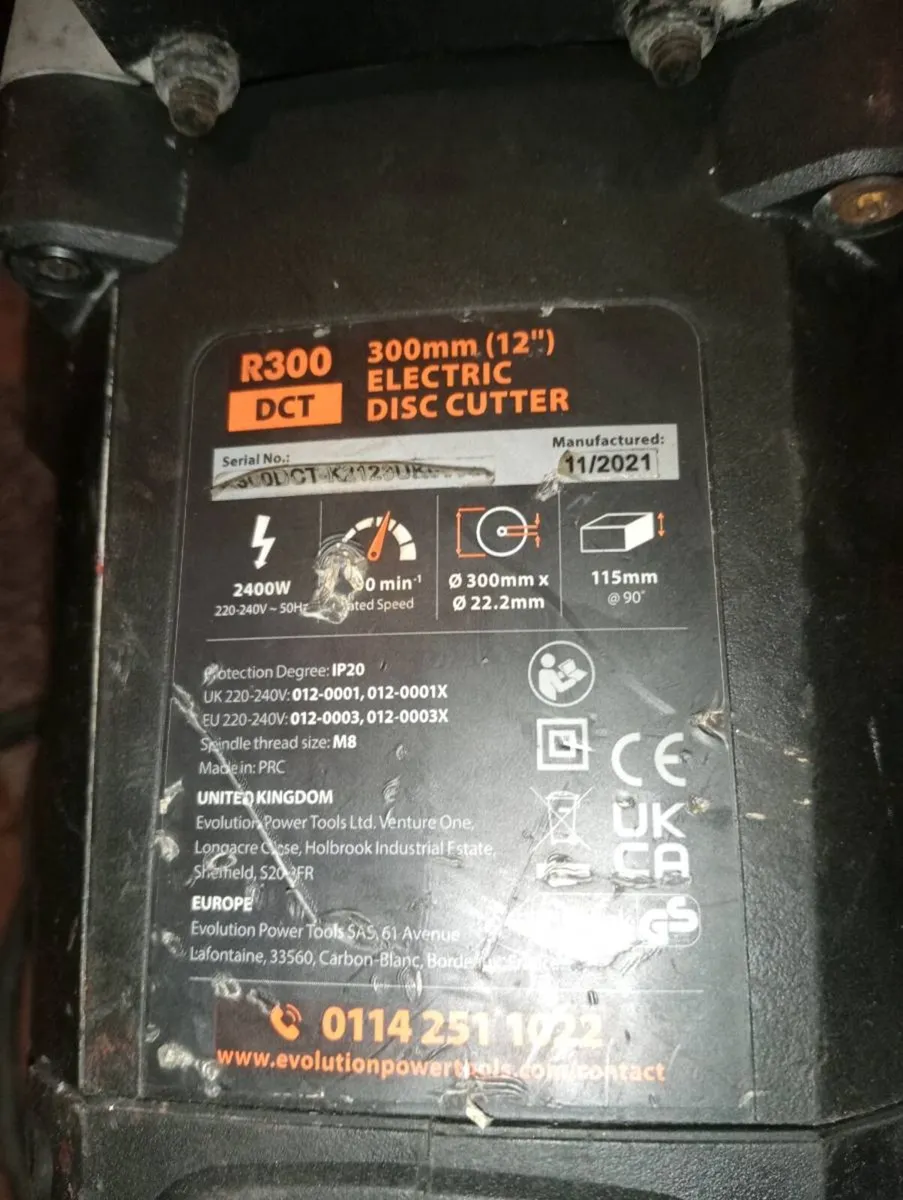 R300
DCT
300mm (12")
ELECTRIC
DISC CUTTER
Serial No.:
Manufactured:
11/2021
2400W
220-240V ~ 50Hz
min⁻¹
Speed
Ø 300mm x
Ø 22.2mm
115mm
@ 90°
Protection Degree: IP20
UK 220-240V: 012-0001, 012-0001X
EU 220-240V: 012-0003, 012-0003X
Spindle thread size: M8
Made in: PRC
UNITED KINGDOM
Evolution Power Tools Ltd. Venture One,
Longacre Close, Holbrook Industrial Estate,
Sheffield,
EUROPE
Evolution Power Tools SAS, 61 Avenue
Lafontaine, 33560, Carbon-Blanc,
CE
UK
CA
GS
0114 251 1022
www.evolutionpowertools.com/contact